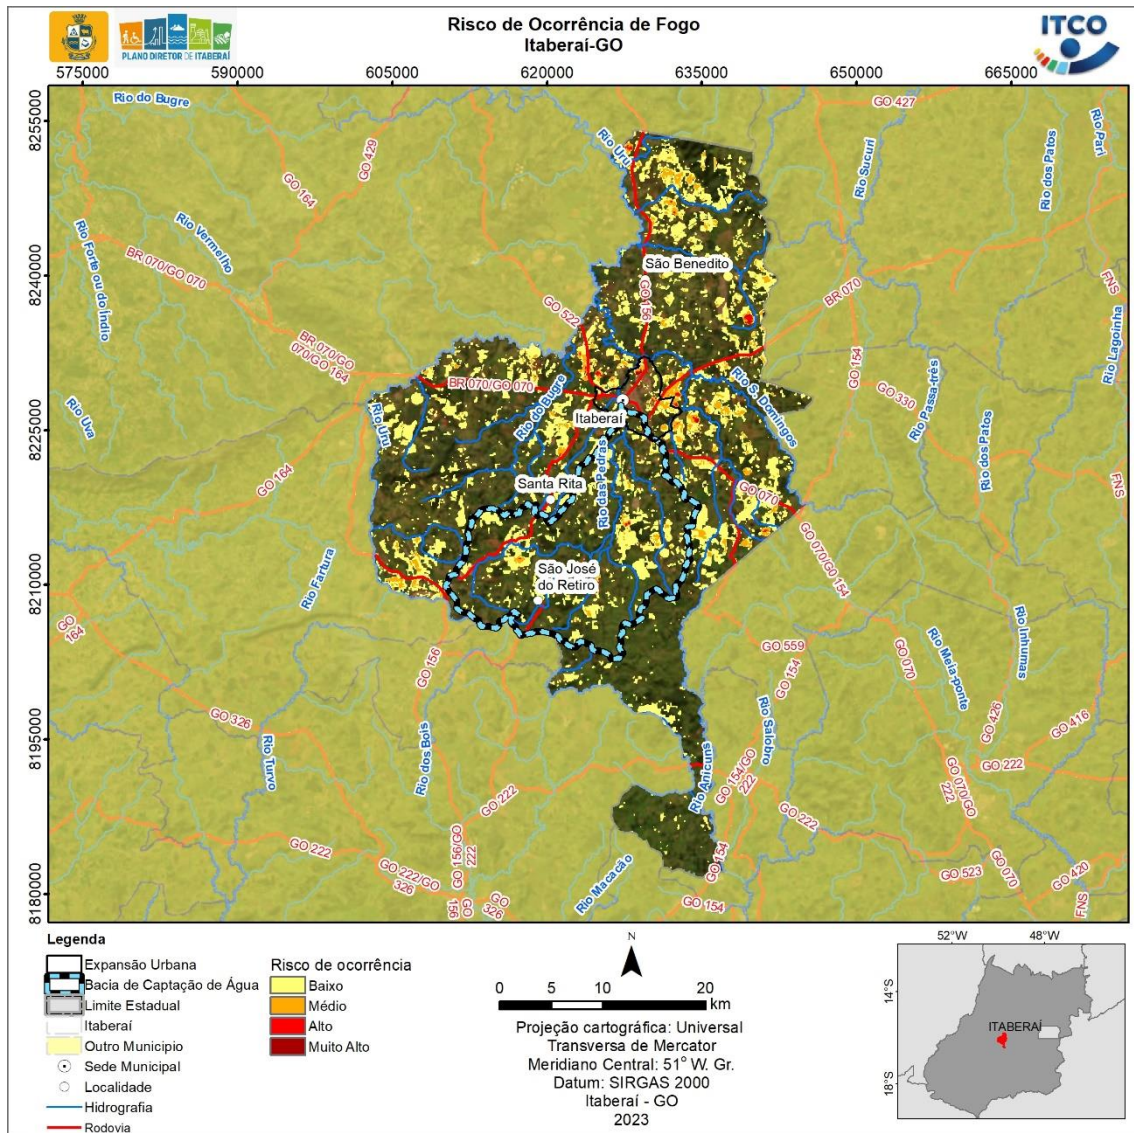 Risco de Ocorrência de Fogo
Itaberaí-GO
PLANO DIRETOR DE ITABERAÍ
ITCO
575000 590000 605000 620000 635000 650000 665000
8255000
8240000
8225000
8210000
8195000
8180000
Rio do Bugre
GO 427
Rio Pari
Rio Uru
GO 429
Rio Sucuri
Rio dos Patos
GO 164
Rio Vermelho
Rio Forte ou do Índio
BR 070/GO 070
São Benedito
GO 156
GO 522
BR 070
FNS
Rio Lagoinha
BR 070/GO
070/GO 164
GO 154
BR 070/GO 070
Rio do Bugre
Rio S. Domingos
GO 330
Rio Passa-três
Rio Uva
Rio Uru
Itaberaí
Rio dos Patos
GO 164
Santa Rita
Rio das Pedras
GO 070
FNS
Rio Fartura
São José
do Retiro
GO 070/G0 154
GO
164
GO 156
GO 559
GO 154
Rio Meia-ponte
GO 070
Rio Inhumas
GO 326
Rio Turvo
Rio dos Bois
Rio Salobro
GO 426
GO 416
Rio Anicuns
GO 154/GO
222
GO 222
GO 222
GO 070/GO
222
GO 222
GO 222
GO 156/GO
222
GO 222/GO
326
GO 154
GO 523
GO 070
GO 420
Rio Macacão
GO
156
GO
326
GO 154
FNS
Legenda
Expansão Urbana
Bacia de Captação de Água
Limite Estadual
Itaberaí
Outro Municipio
Sede Municipal
Localidade
Hidrografia
Rodovia
Risco de ocorrência
Baixo
Médio
Alto
Muito Alto
N
0 5 10 20
km
Projeção cartográfica: Universal
Transversa de Mercator
Meridiano Central: 51° W. Gr.
Datum: SIRGAS 2000
Itaberaí - GO
2023
52°W 48°W
14°S
ITABERAÍ
18°S